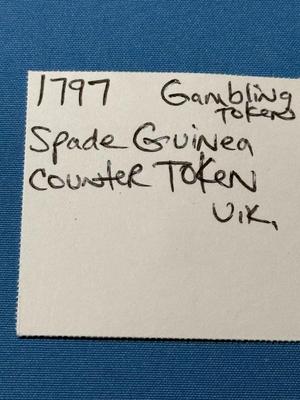 1797 Gambling
Token
Spade Guinea
Counter Token
U.K.